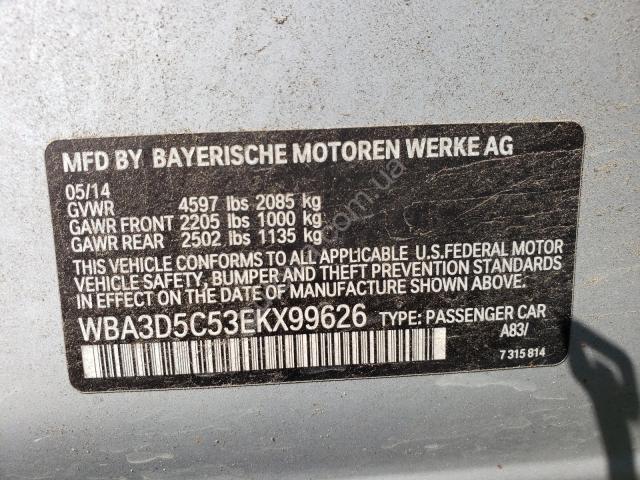 MFD BY BAYERISCHE MOTOREN WERKE AG
05/14
GVWR 4597 lbs 2085 kg
GAWR FRONT 2205 lbs 1000 kg
GAWR REAR 2502 lbs 1135 kg
THIS VEHICLE CONFORMS TO ALL APPLICABLE U.S.FEDERAL MOTOR
VEHICLE SAFETY, BUMPER AND THEFT PREVENTION STANDARDS
IN EFFECT ON THE DATE OF MANUFACTURE SHOWN ABOVE.
WBA3D5C53EKX99626 TYPE: PASSENGER CAR
A83/
7 315 814